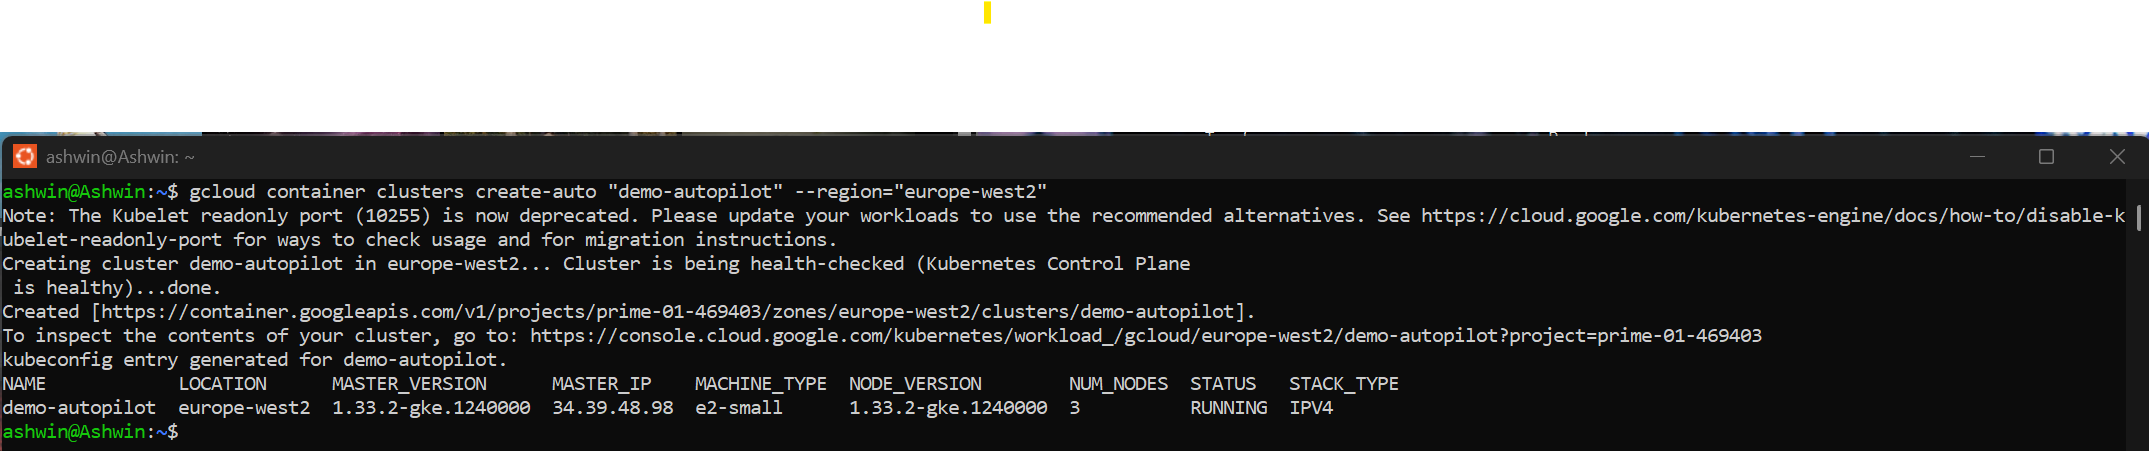 ashwin@Ashwin: ~
ashwin@Ashwin:~$ gcloud container clusters create-auto "demo-autopilot" --region="europe-west2"
Note: The Kubelet readonly port (10255) is now deprecated. Please update your workloads to use the recommended alternatives. See https://cloud.google.com/kubernetes-engine/docs/how-to/disable-k
ubelet-readonly-port for ways to check usage and for migration instructions.
Creating cluster demo-autopilot in europe-west2... Cluster is being health-checked (Kubernetes Control Plane
 is healthy)...done.
Created [https://container.googleapis.com/v1/projects/prime-01-469403/zones/europe-west2/clusters/demo-autopilot].
To inspect the contents of your cluster, go to: https://console.cloud.google.com/kubernetes/workload_/gcloud/europe-west2/demo-autopilot?project=prime-01-469403
kubeconfig entry generated for demo-autopilot.
NAME            LOCATION      MASTER_VERSION      MASTER_IP    MACHINE_TYPE  NODE_VERSION        NUM_NODES  STATUS   STACK_TYPE
demo-autopilot  europe-west2  1.33.2-gke.1240000  34.39.48.98  e2-small      1.33.2-gke.1240000  3          RUNNING  IPV4
ashwin@Ashwin:~$